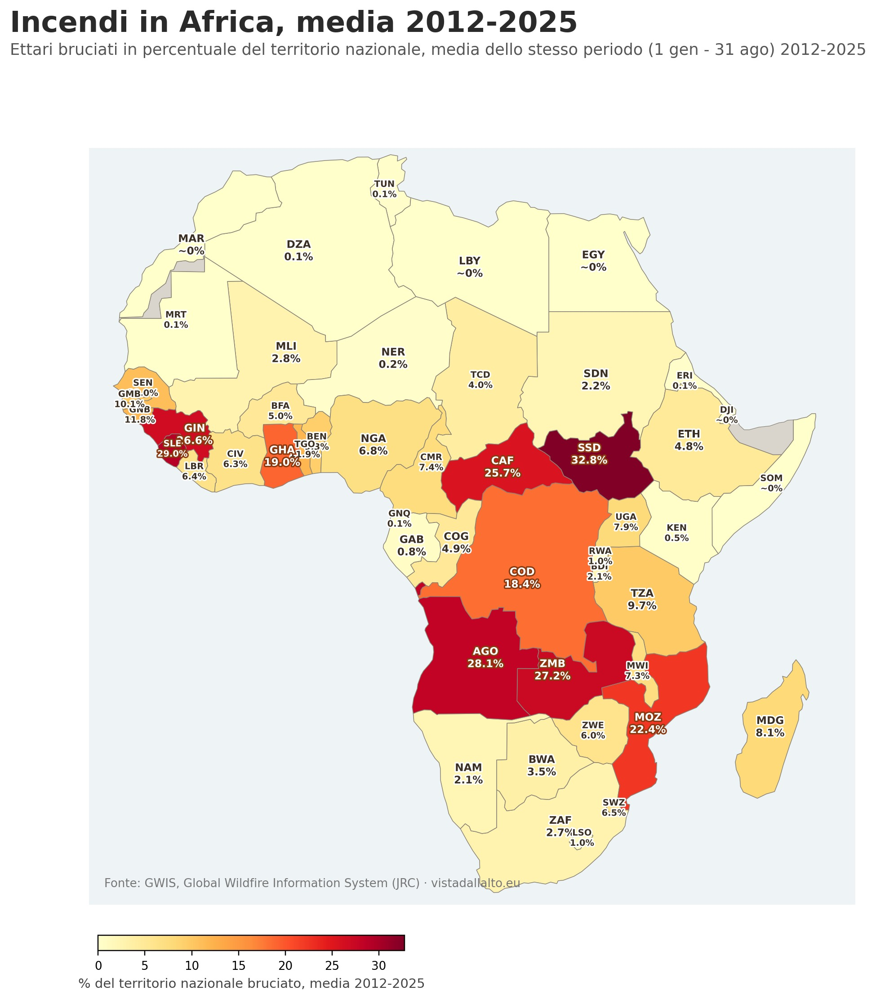 Incendi in Africa, media 2012-2025
Ettari bruciati in percentuale del territorio nazionale, media dello stesso periodo (1 gen - 31 ago) 2012-2025
TUN
0.1%
MAR
~0%
DZA
0.1%
LBY
~0%
EGY
~0%
MRT
0.1%
MLI
2.8%
NER
0.2%
TCD
4.0%
SDN
2.2%
ERI
0.1%
SEN
GMB
10.1%
GNB
11.8%
BFA
5.0%
DJI
~0%
GIN
26.6%
SLE
29.0%
LBR
6.4%
CIV
6.3%
GHA
19.0%
TGO
11.9%
BEN
NGA
6.8%
CMR
7.4%
CAF
25.7%
SSD
32.8%
ETH
4.8%
SOM
~0%
GNQ
0.1%
GAB
0.8%
COG
4.9%
UGA
7.9%
KEN
0.5%
RWA
1.0%
BDI
2.1%
COD
18.4%
TZA
9.7%
AGO
28.1%
ZMB
27.2%
MWI
7.3%
MOZ
22.4%
MDG
8.1%
ZWE
6.0%
NAM
2.1%
BWA
3.5%
SWZ
6.5%
ZAF
2.7%
LSO
1.0%
Fonte: GWIS, Global Wildfire Information System (JRC) · vistadallalto.eu
0 5 10 15 20 25 30
% del territorio nazionale bruciato, media 2012-2025